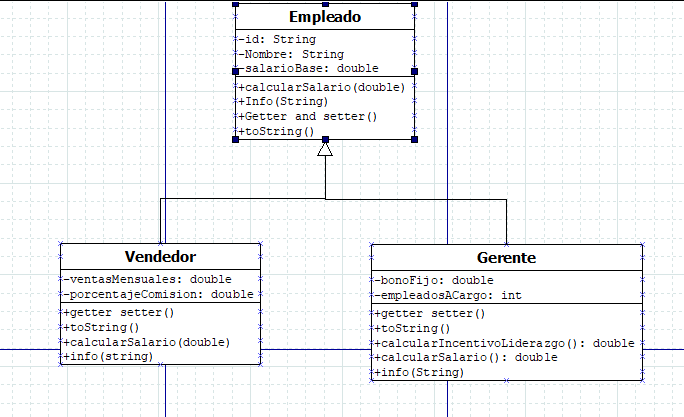 Empleado
-id: String
-Nombre: String
-salarioBase: double
+calcularSalario(double)
+Info(String)
+Getter and setter()
+toString()
Vendedor
-ventasMensuales: double
-porcentajeComision: double
+getter setter()
+toString()
+calcularSalario(double)
+info(string)
Gerente
-bonoFijo: double
-empleadosACargo: int
+getter setter()
+toString()
+calcularIncentivoLiderazgo(): double
+calcularSalario(): double
+info(String)